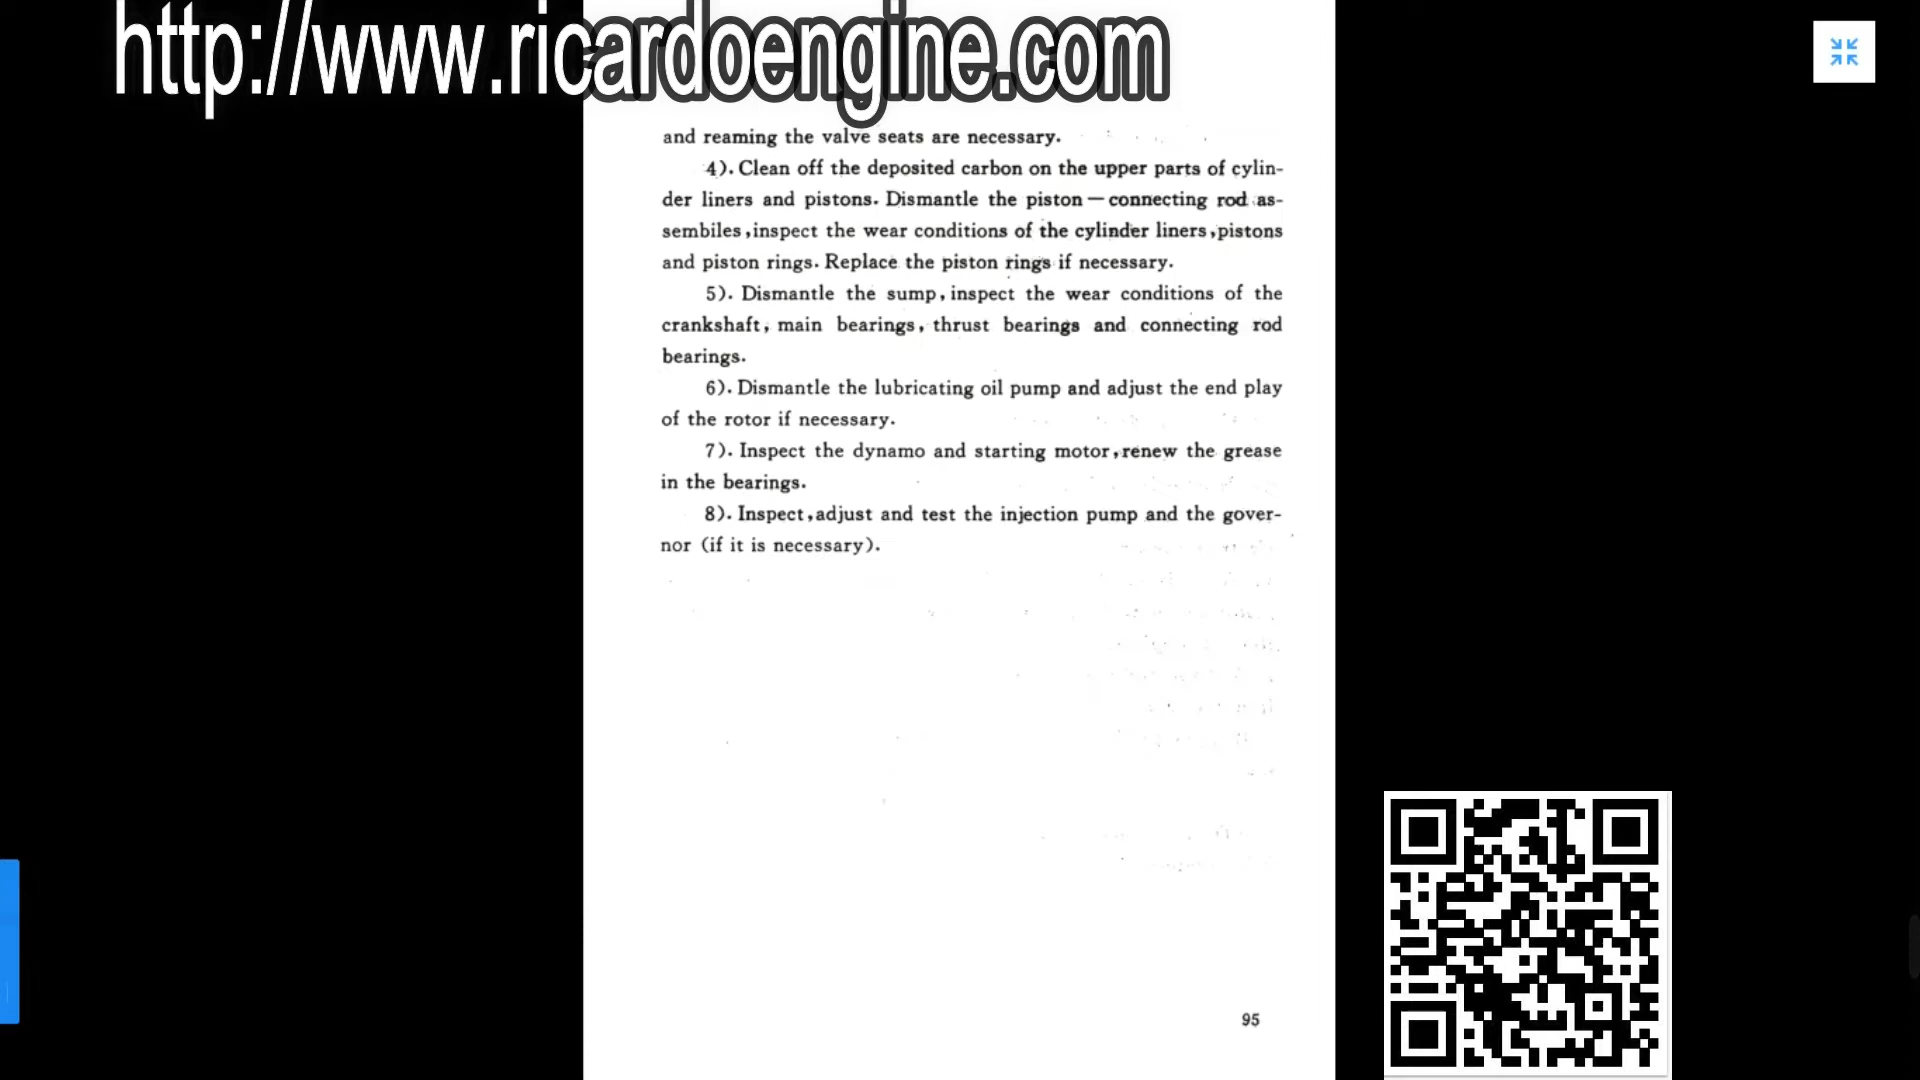 http://www.ricardoengine.com
and reaming the valve seats are necessary.
4). Clean off the deposited carbon on the upper parts of cylin-
der liners and pistons. Dismantle the piston — connecting rod as-
sembiles, inspect the wear conditions of the cylinder liners, pistons
and piston rings. Replace the piston rings if necessary.
5). Dismantle the sump, inspect the wear conditions of the
crankshaft, main bearings, thrust bearings and connecting rod
bearings.
6). Dismantle the lubricating oil pump and adjust the end play
of the rotor if necessary.
7). Inspect the dynamo and starting motor, renew the grease
in the bearings.
8). Inspect, adjust and test the injection pump and the gover-
nor (if it is necessary).
95